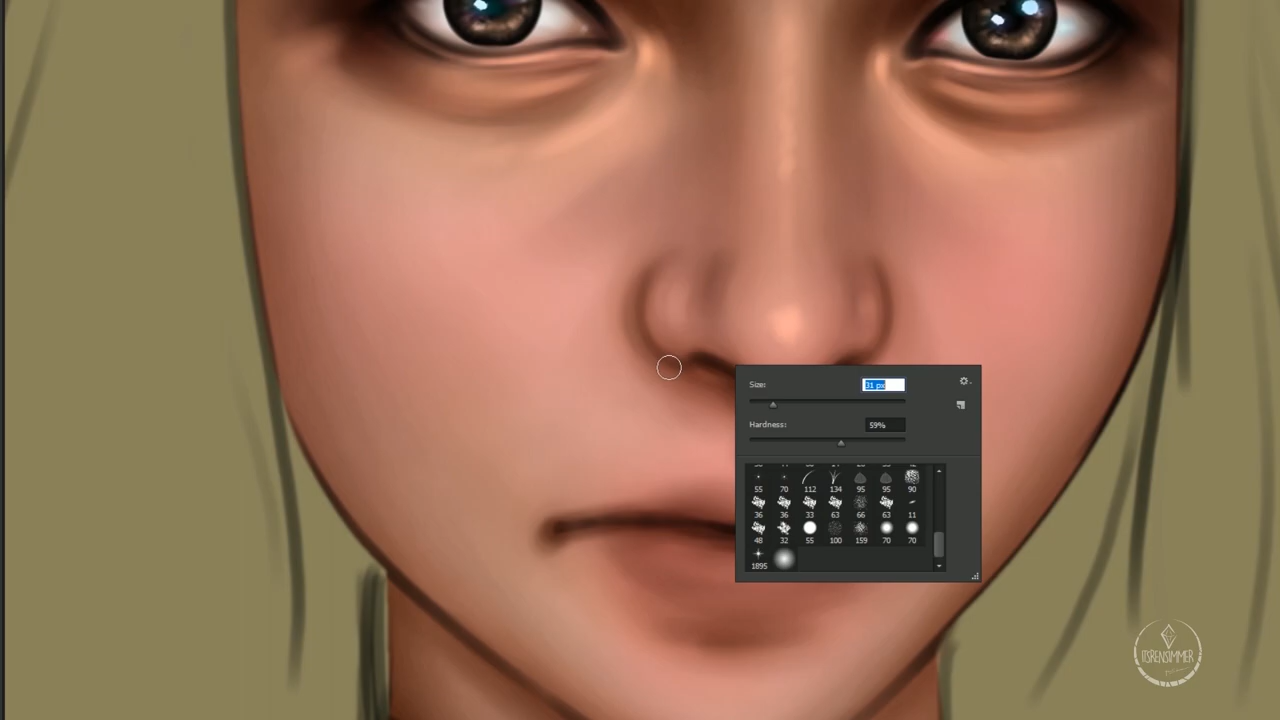 Size: 31 px
Hardness: 59%
55 70 112 134 95 95 90
36 36 33 63 66 63 11
48 32 55 100 159 70 70
1895
ITSRENSIMMER